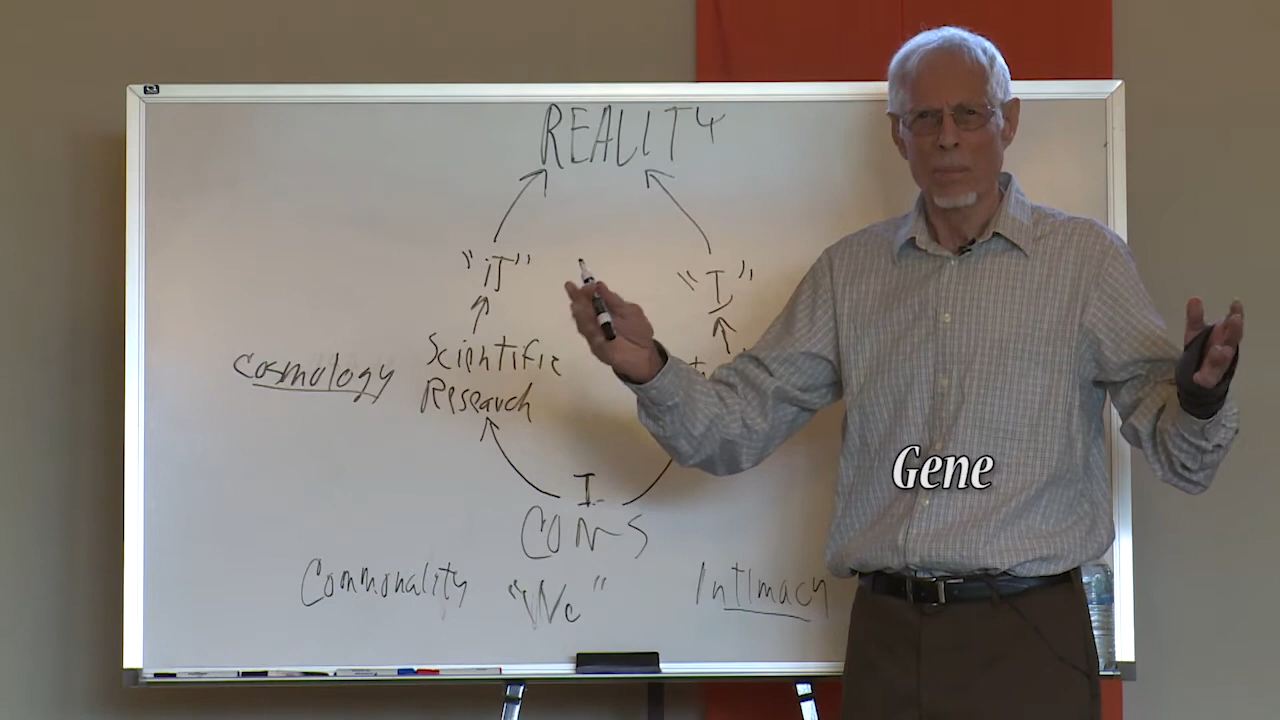 REALITY
"iT"
"I"
Scientific
Research
Cosmology
I
CONS
Commonality
"We"
Intimacy
Gene